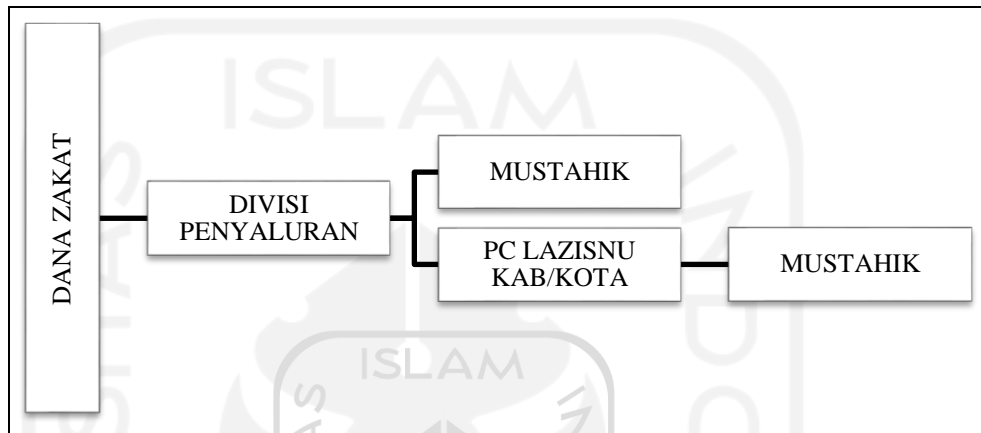 DANA ZAKAT
DIVISI
PENYALURAN
MUSTAHIK
PC LAZISNU
KAB/KOTA
MUSTAHIK
ISLAM
ISLAM